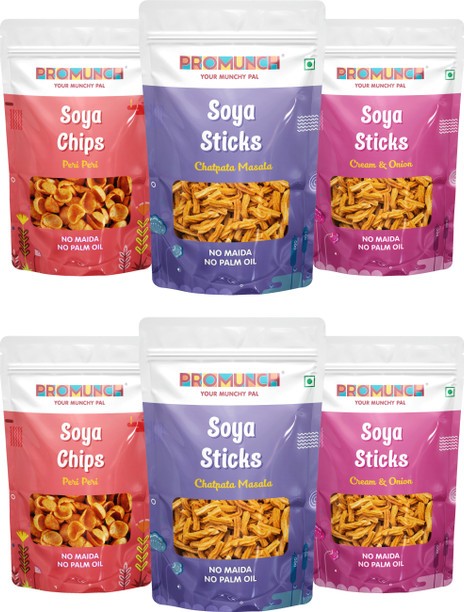 PROMUNCH
YOUR MUNCHY PAL
Soya
Chips
Peri Peri
NO MAIDA
NO PALM OIL
PROMUNCH®
YOUR MUNCHY PAL
Soya
Sticks
Chatpata Masala
NO MAIDA
NO PALM OIL
PROMUNCH®
YOUR MUNCHY PAL
Soya
Sticks
Cream & Onion
NO MAIDA
NO PALM OIL
PROMUNCH
YOUR MUNCHY PAL
Soya
Chips
Peri Peri
NO MAIDA
NO PALM OIL
PROMUNCH®
YOUR MUNCHY PAL
Soya
Sticks
Chatpata Masala
NO MAIDA
NO PALM OIL
PROMUNCH®
YOUR MUNCHY PAL
Soya
Sticks
Cream & Onion
NO MAIDA
NO PALM OIL